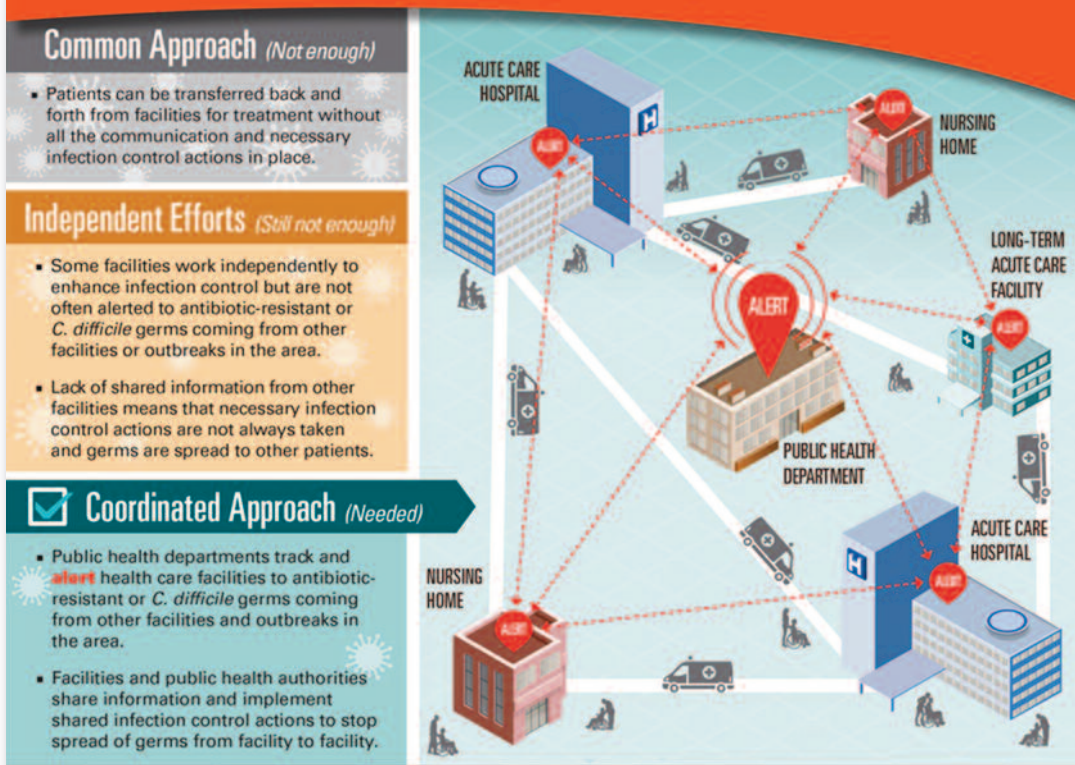 Common Approach (Not enough)
▪ Patients can be transferred back and
forth from facilities for treatment without
all the communication and necessary
infection control actions in place.
Independent Efforts (Still not enough)
▪ Some facilities work independently to
enhance infection control but are not
often alerted to antibiotic-resistant or
C. difficile germs coming from other
facilities or outbreaks in the area.
▪ Lack of shared information from other
facilities means that necessary infection
control actions are not always taken
and germs are spread to other patients.
Coordinated Approach (Needed)
▪ Public health departments track and
alert health care facilities to antibiotic-
resistant or C. difficile germs coming
from other facilities and outbreaks in
the area.
▪ Facilities and public health authorities
share information and implement
shared infection control actions to stop
spread of germs from facility to facility.
ACUTE CARE
HOSPITAL
ALERT
H
ALERT
NURSING
HOME
LONG-TERM
ACUTE CARE
FACILITY
ALERT
ALERT
PUBLIC HEALTH
DEPARTMENT
ACUTE CARE
HOSPITAL
H
ALERT
NURSING
HOME
ALERT